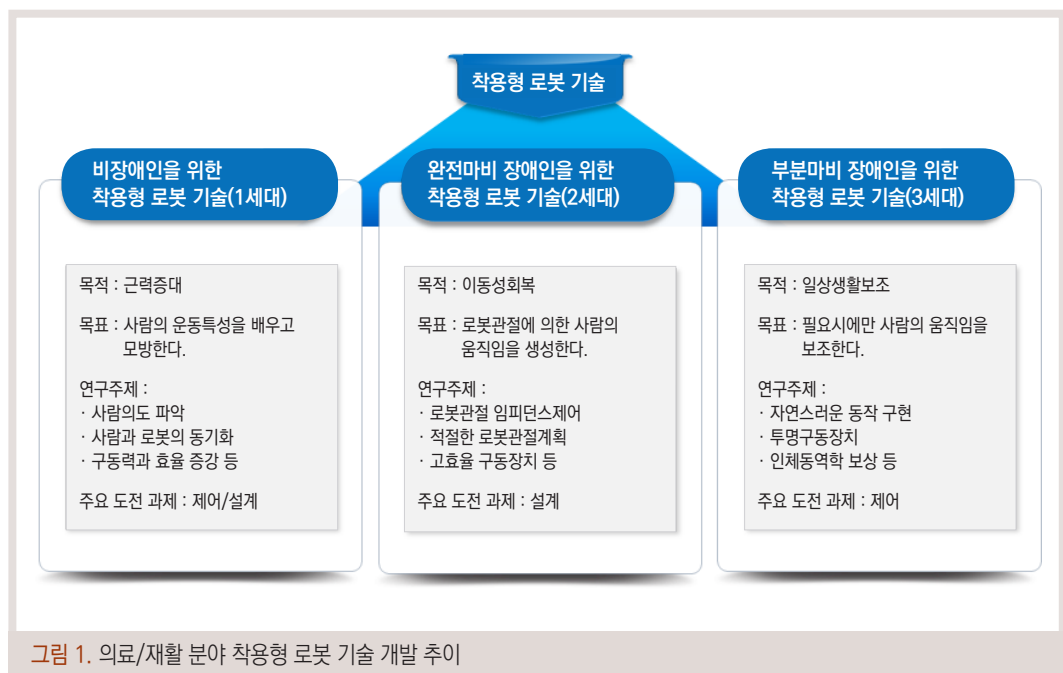 착용형 로봇 기술
비장애인을 위한
착용형 로봇 기술(1세대)
목적 : 근력증대
목표 : 사람의 운동특성을 배우고
모방한다.
연구주제 :
· 사람의도 파악
· 사람과 로봇의 동기화
· 구동력과 효율 증강 등
주요 도전 과제 : 제어/설계
완전마비 장애인을 위한
착용형 로봇 기술(2세대)
목적 : 이동성회복
목표 : 로봇관절에 의한 사람의
움직임을 생성한다.
연구주제 :
· 로봇관절 임피던스제어
· 적절한 로봇관절계획
· 고효율 구동장치 등
주요 도전 과제 : 설계
부분마비 장애인을 위한
착용형 로봇 기술(3세대)
목적 : 일상생활보조
목표 : 필요시에만 사람의 움직임을
보조한다.
연구주제 :
· 자연스러운 동작 구현
· 투명구동장치
· 인체동역학 보상 등
주요 도전 과제 : 제어
그림 1. 의료/재활 분야 착용형 로봇 기술 개발 추이